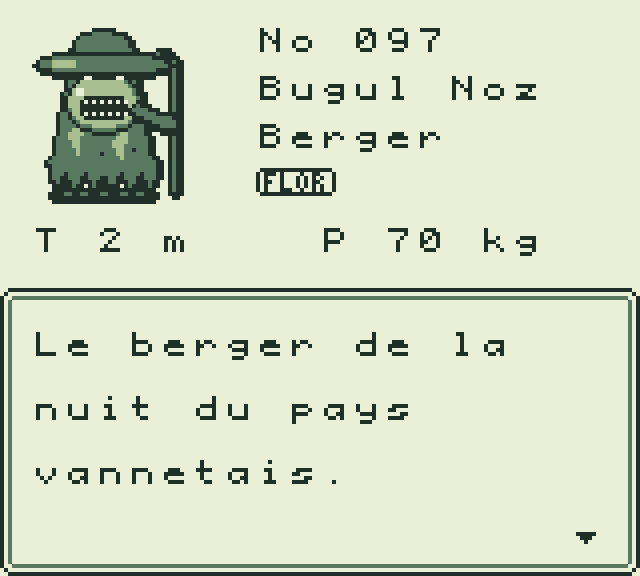 No 097
Bugul Noz
Berger
FLOR
T 2 m P 70 kg
Le berger de la
nuit du pays
vannetais.